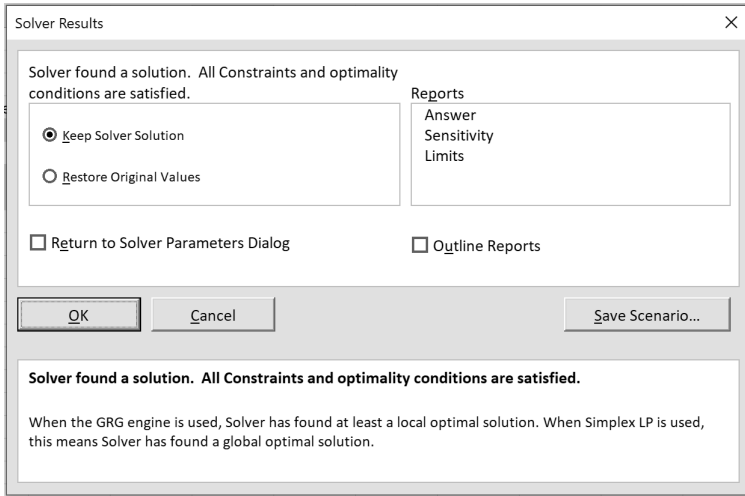 Solver Results
Solver found a solution. All Constraints and optimality
conditions are satisfied.
Keep Solver Solution
Restore Original Values
Reports
Answer
Sensitivity
Limits
Return to Solver Parameters Dialog
Outline Reports
OK
Cancel
Save Scenario...
Solver found a solution. All Constraints and optimality conditions are satisfied.
When the GRG engine is used, Solver has found at least a local optimal solution. When Simplex LP is used,
this means Solver has found a global optimal solution.